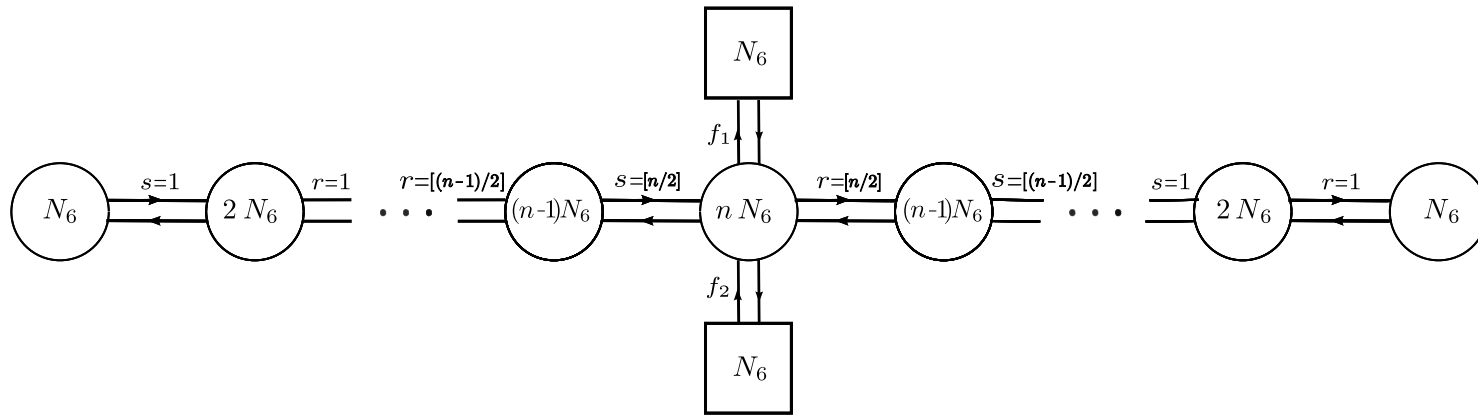 N₆
f₁
s=1
r=1
r=[(n-1)/2]
s=[n/2]
r=[n/2]
s=[(n-1)/2]
s=1
r=1
N₆
2 N₆
· · ·
(n-1)N₆
n N₆
(n-1)N₆
· · ·
2 N₆
N₆
f₂
N₆